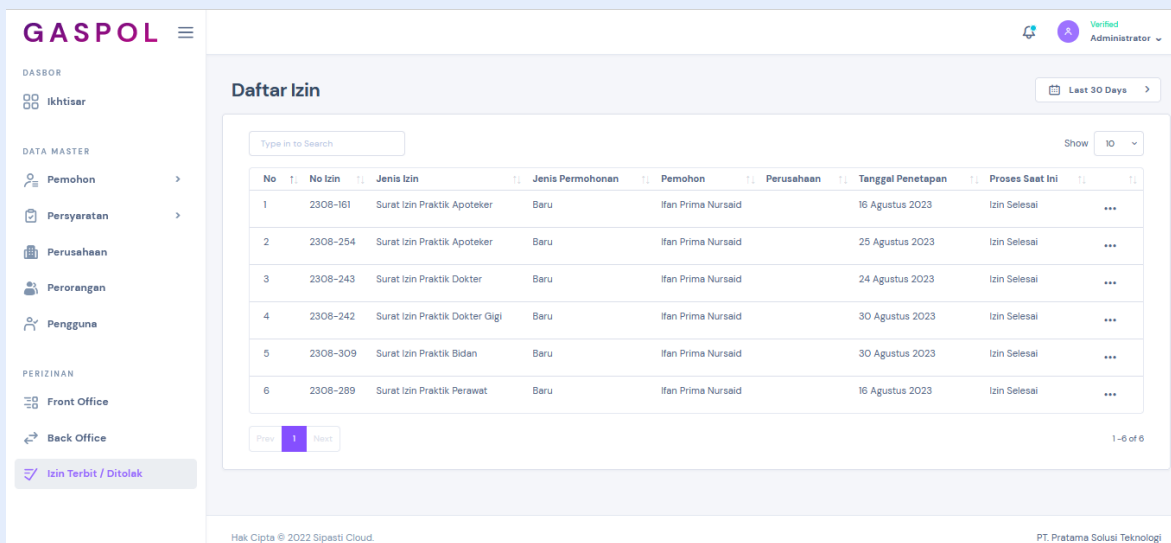 GASPOL
Verified
Administrator
DASBOR
Ikhtisar
DATA MASTER
Pemohon
Persyaratan
Perusahaan
Perorangan
Pengguna
PERIZINAN
Front Office
Back Office
Izin Terbit / Ditolak
Daftar Izin
Last 30 Days
Type in to Search
Show 10
No No Izin Jenis Izin Jenis Permohonan Pemohon Perusahaan Tanggal Penetapan Proses Saat Ini
1 2308-161 Surat Izin Praktik Apoteker Baru Ifan Prima Nursaid 16 Agustus 2023 Izin Selesai
2 2308-254 Surat Izin Praktik Apoteker Baru Ifan Prima Nursaid 25 Agustus 2023 Izin Selesai
3 2308-243 Surat Izin Praktik Dokter Baru Ifan Prima Nursaid 24 Agustus 2023 Izin Selesai
4 2308-242 Surat Izin Praktik Dokter Gigi Baru Ifan Prima Nursaid 30 Agustus 2023 Izin Selesai
5 2308-309 Surat Izin Praktik Bidan Baru Ifan Prima Nursaid 30 Agustus 2023 Izin Selesai
6 2308-289 Surat Izin Praktik Perawat Baru Ifan Prima Nursaid 16 Agustus 2023 Izin Selesai
Prev 1 Next
1 -6 of 6
Hak Cipta © 2022 Sipasti Cloud.
PT. Pratama Solusi Teknologi